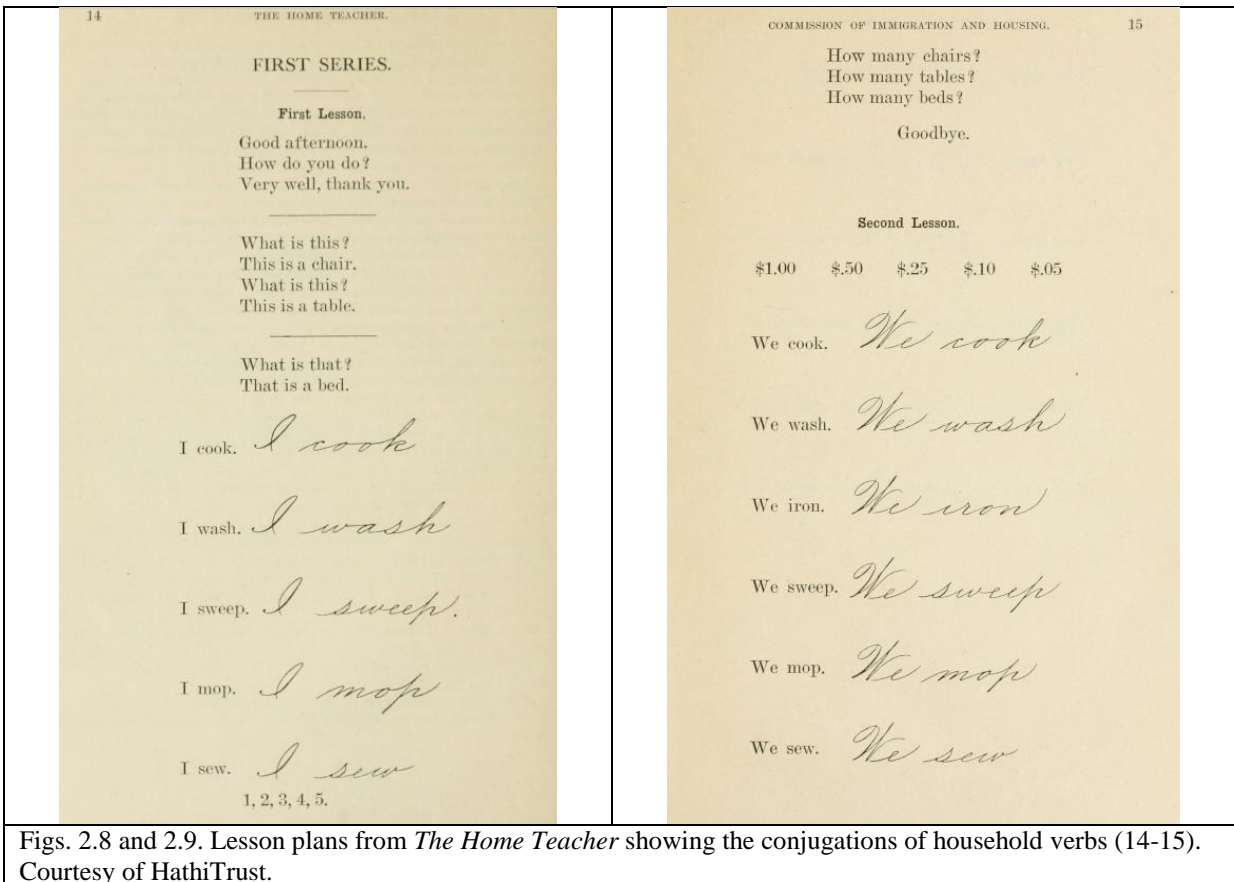 14 THE HOME TEACHER.
FIRST SERIES.
First Lesson.
Good afternoon.
How do you do?
Very well, thank you.
What is this?
This is a chair.
What is this?
This is a table.
What is that?
That is a bed.
I cook. I cook
I wash. I wash
I sweep. I sweep.
I mop. I mop
I sew. I sew
1, 2, 3, 4, 5.
COMMISSION OF IMMIGRATION AND HOUSING. 15
How many chairs?
How many tables?
How many beds?
Goodbye.
Second Lesson.
$1.00 $.50 $.25 $.10 $.05
We cook. We cook
We wash. We wash
We iron. We iron
We sweep. We sweep
We mop. We mop
We sew. We sew
Figs. 2.8 and 2.9. Lesson plans from The Home Teacher showing the conjugations of household verbs (14-15).
Courtesy of HathiTrust.